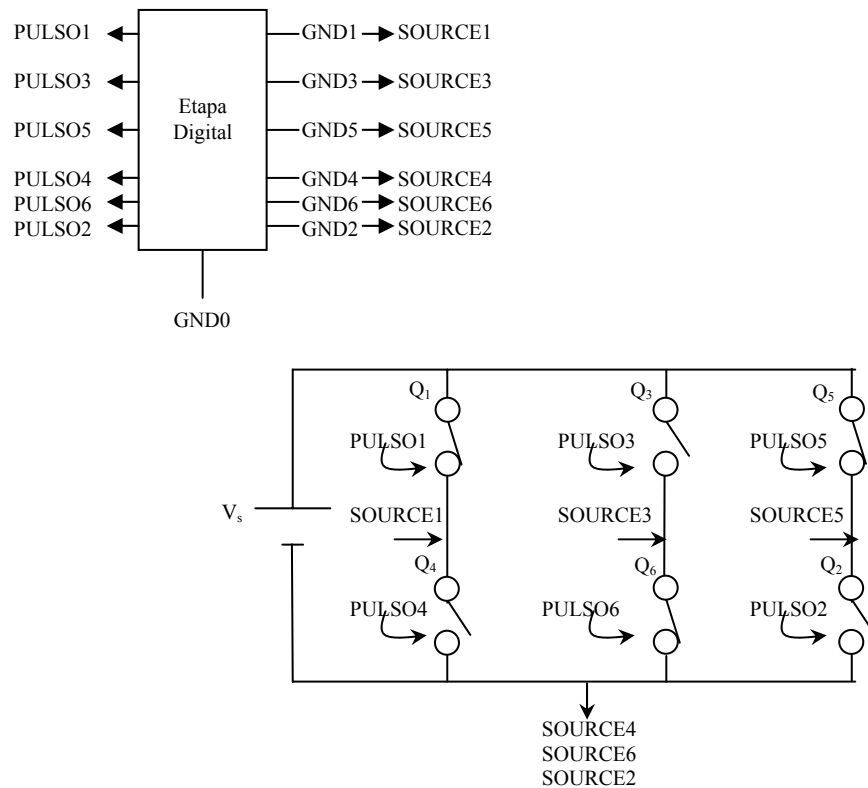 PULSO1
GND1
SOURCE1
PULSO3
GND3
SOURCE3
Etapa
Digital
PULSO5
GND5
SOURCE5
PULSO4
GND4
SOURCE4
PULSO6
GND6
SOURCE6
PULSO2
GND2
SOURCE2
GND0
Q1
Q3
Q5
PULSO1
PULSO3
PULSO5
Vs
SOURCE1
SOURCE3
SOURCE5
Q4
Q6
Q2
PULSO4
PULSO6
PULSO2
SOURCE4
SOURCE6
SOURCE2